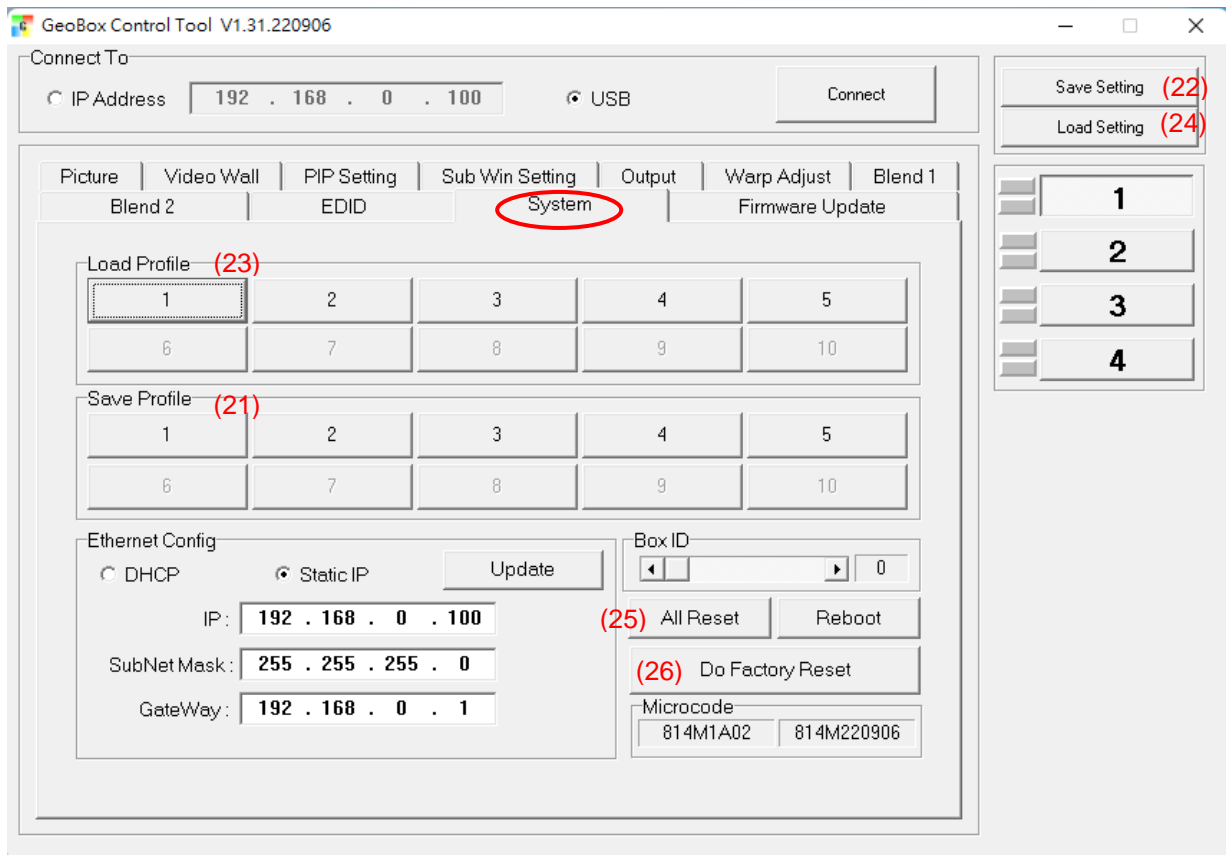 GeoBox Control Tool V1.31.220906
Connect To
IP Address 192 . 168 . 0 . 100 USB Connect
Save Setting (22)
Load Setting (24)
Picture Video Wall PIP Setting Sub Win Setting Output Warp Adjust Blend 1
Blend 2 EDID System Firmware Update
1
2
3
4
Load Profile (23)
1 2 3 4 5
6 7 8 9 10
Save Profile (21)
1 2 3 4 5
6 7 8 9 10
Ethernet Config
DHCP Static IP Update
IP : 192 . 168 . 0 . 100
SubNet Mask : 255 . 255 . 255 . 0
GateWay : 192 . 168 . 0 . 1
Box ID
0
(25) All Reset Reboot
(26) Do Factory Reset
Microcode
814M1A02 814M220906